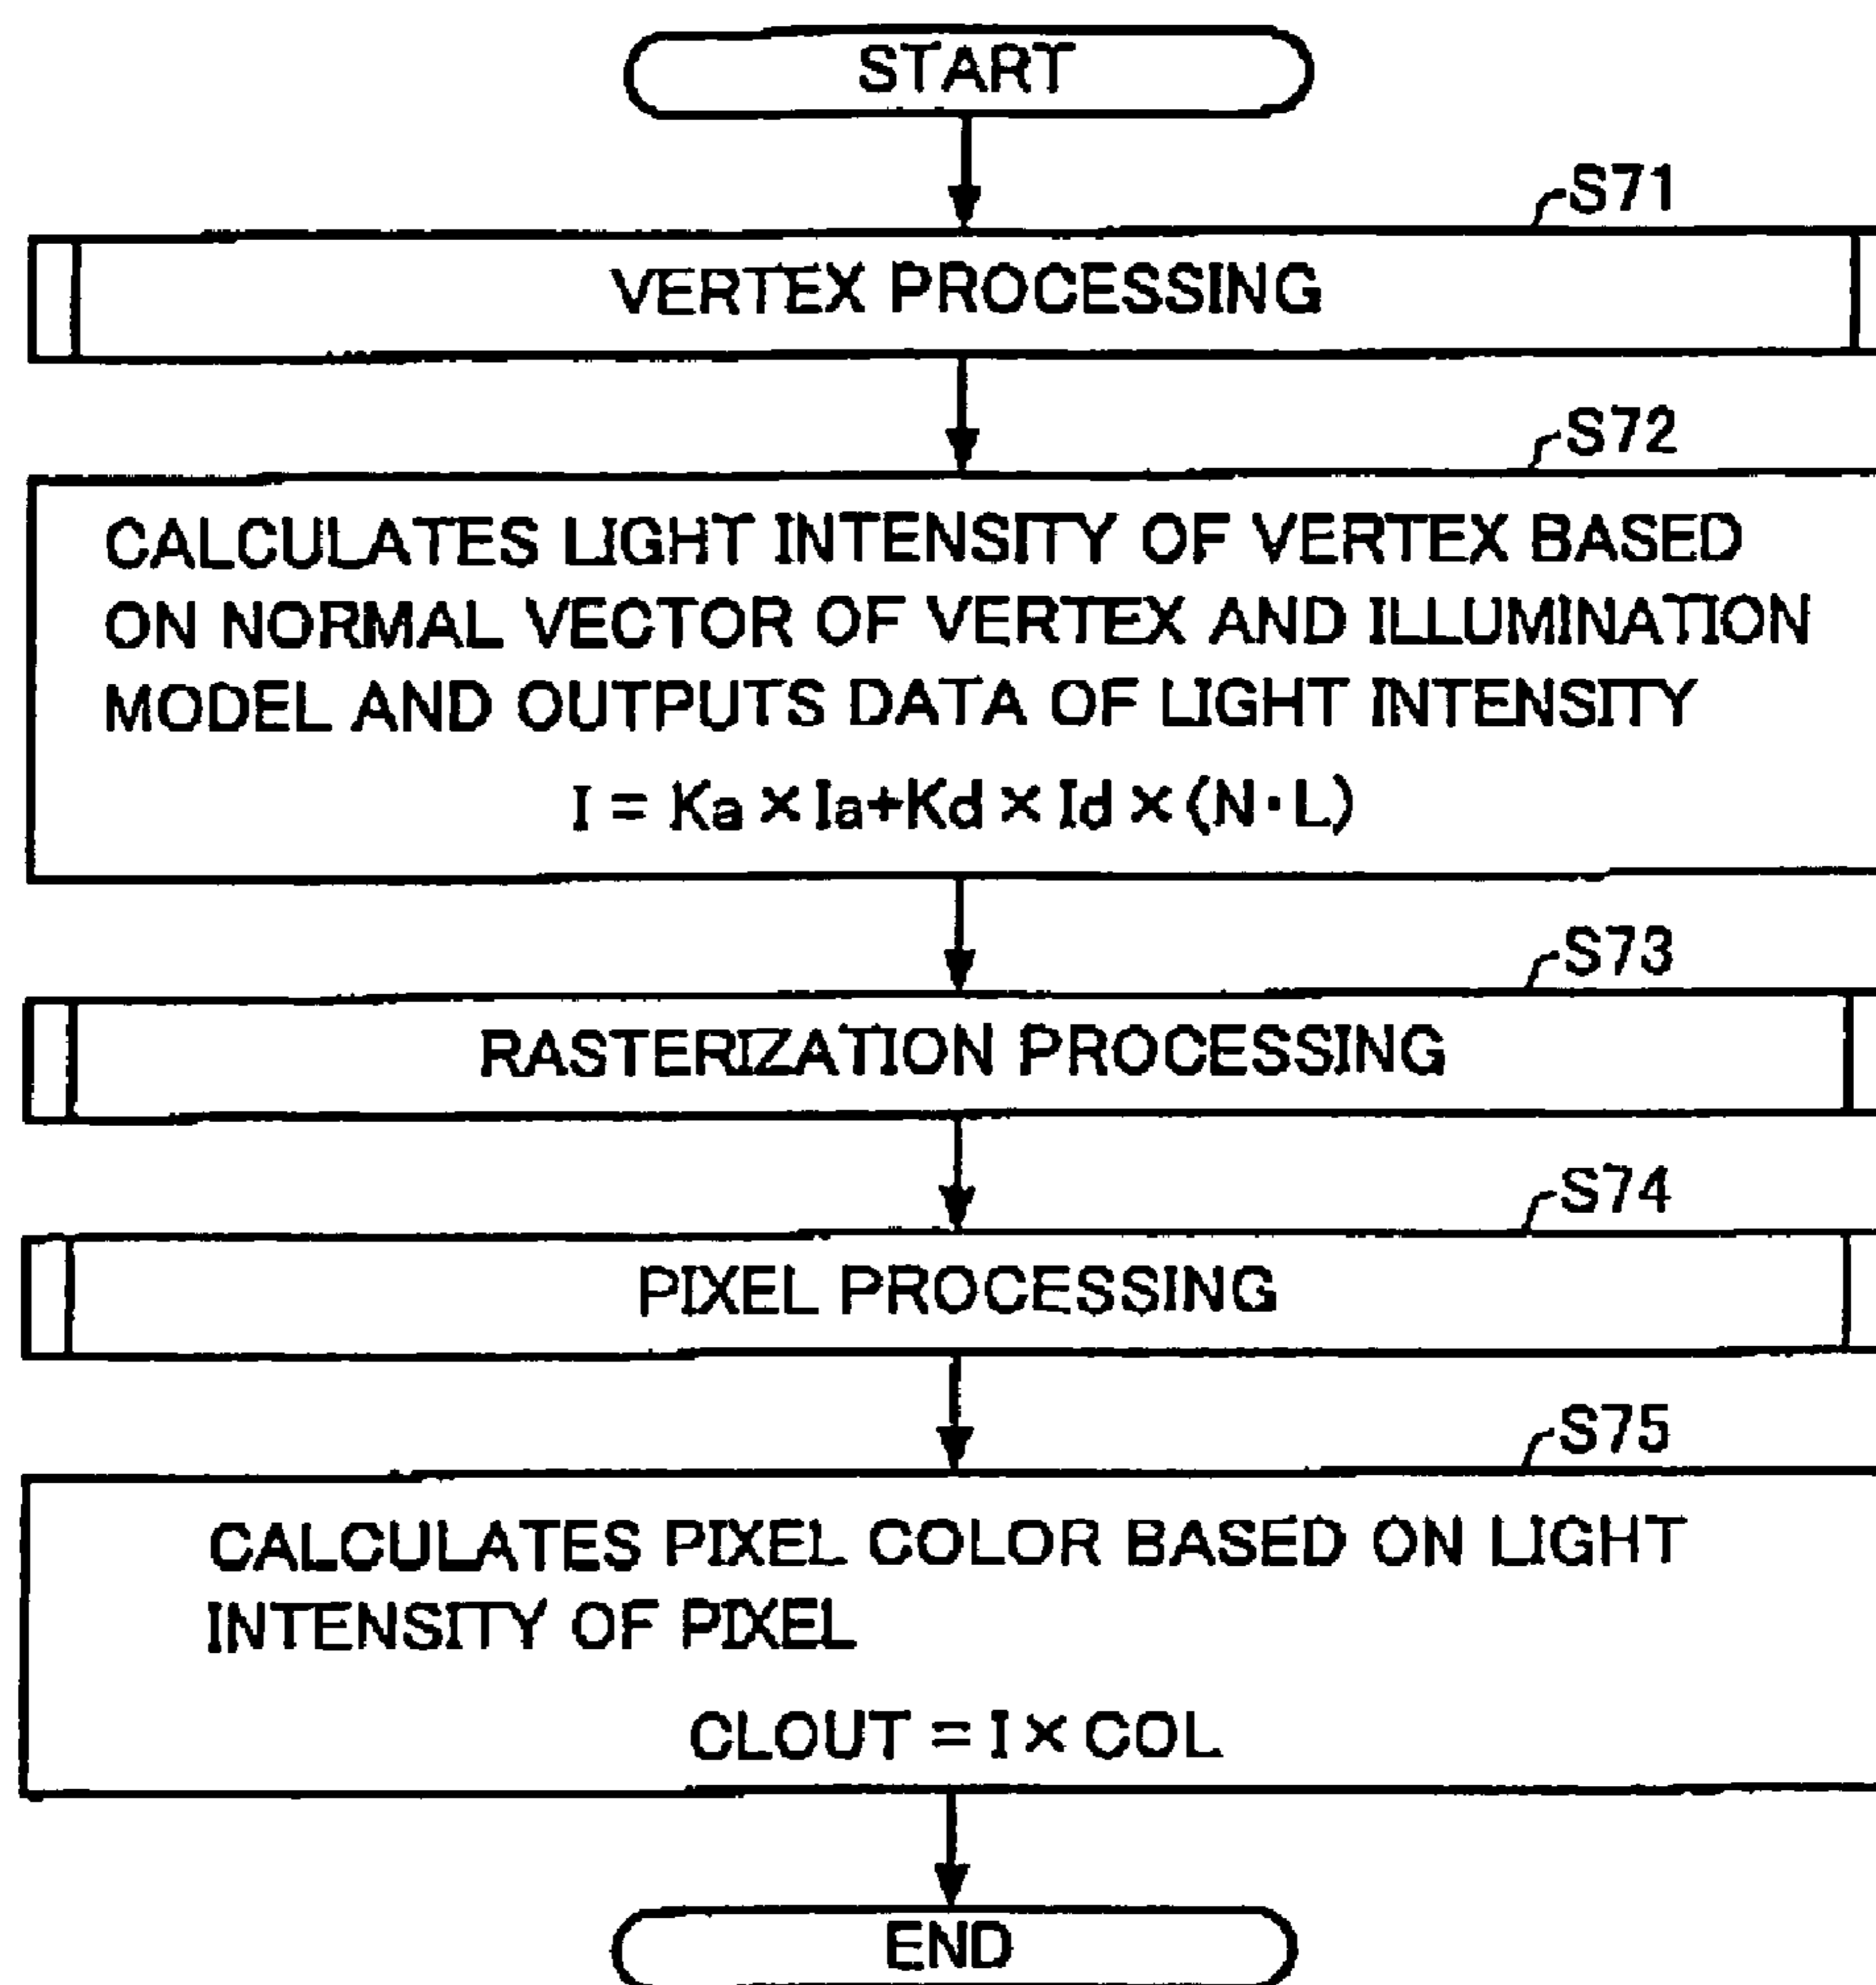 START
S71
VERTEX PROCESSING
S72
CALCULATES LIGHT INTENSITY OF VERTEX BASED
ON NORMAL VECTOR OF VERTEX AND ILLUMINATION
MODEL AND OUTPUTS DATA OF LIGHT INTENSITY
I = Ka × Ia+Kd × Id × (N・L)
S73
RASTERIZATION PROCESSING
S74
PIXEL PROCESSING
S75
CALCULATES PIXEL COLOR BASED ON LIGHT
INTENSITY OF PIXEL
CLOUT = I × COL
END